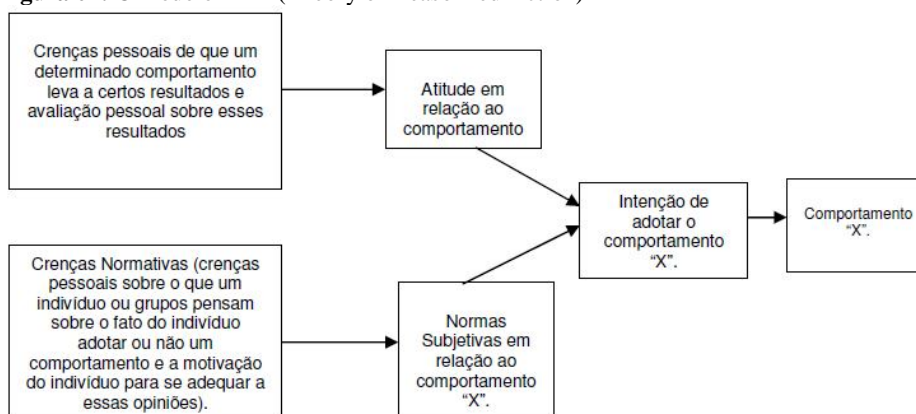 Crenças pessoais de que um
determinado comportamento
leva a certos resultados e
avaliação pessoal sobre esses
resultados
Atitude em
relação ao
comportamento
Intenção de
adotar o
comportamento
“X”.
Comportamento
“X”.
Crenças Normativas (crenças
pessoais sobre o que um
indivíduo ou grupos pensam
sobre o fato do indivíduo
adotar ou não um
comportamento e a motivação
do indivíduo para se adequar a
essas opiniões).
Normas
Subjetivas em
relação ao
comportamento
“X”.